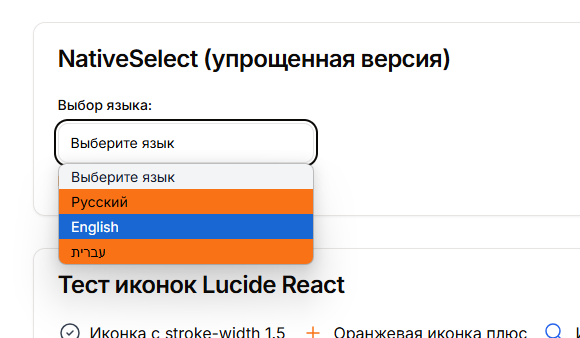 NativeSelect (упрощенная версия)
Выбор языка:
Выберите язык
Выберите язык
Русский
English
עברית
Тест иконок Lucide React
Иконка с stroke-width 1.5
Оранжевая иконка плюс